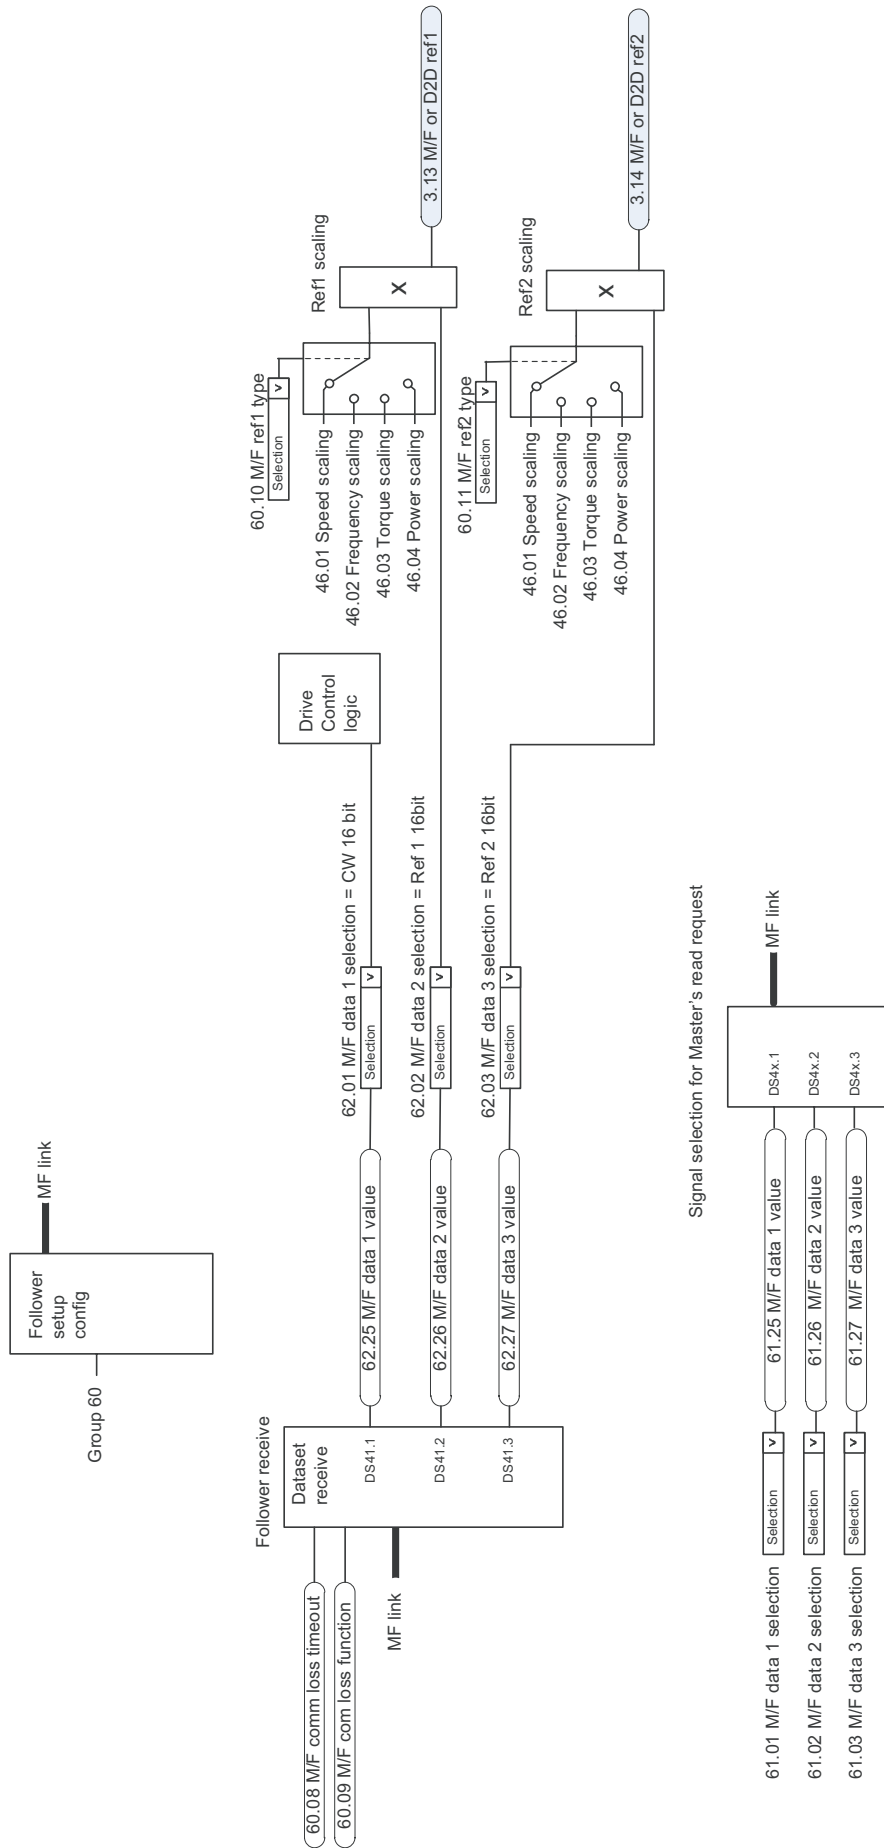 Group 60
Follower
setup
config
MF link
Follower receive
60.08 M/F comm loss timeout
60.09 M/F com loss function
MF link
Dataset
receive
DS41.1
DS41.2
DS41.3
62.25 M/F data 1 value
62.26 M/F data 2 value
62.27 M/F data 3 value
62.01 M/F data 1 selection = CW 16 bit
Selection
v
62.02 M/F data 2 selection = Ref 1 16bit
Selection
v
62.03 M/F data 3 selection = Ref 2 16bit
Selection
v
Drive
Control
logic
60.10 M/F ref1 type
Selection
v
46.01 Speed scaling
46.02 Frequency scaling
46.03 Torque scaling
46.04 Power scaling
Ref1 scaling
X
3.13 M/F or D2D ref1
60.11 M/F ref2 type
Selection
v
46.01 Speed scaling
46.02 Frequency scaling
46.03 Torque scaling
46.04 Power scaling
Ref2 scaling
X
3.14 M/F or D2D ref2
Signal selection for Master's read request
61.01 M/F data 1 selection
Selection
v
61.25 M/F data 1 value
DS4x.1
MF link
61.02 M/F data 2 selection
Selection
v
61.26 M/F data 2 value
DS4x.2
61.03 M/F data 3 selection
Selection
v
61.27 M/F data 3 value
DS4x.3